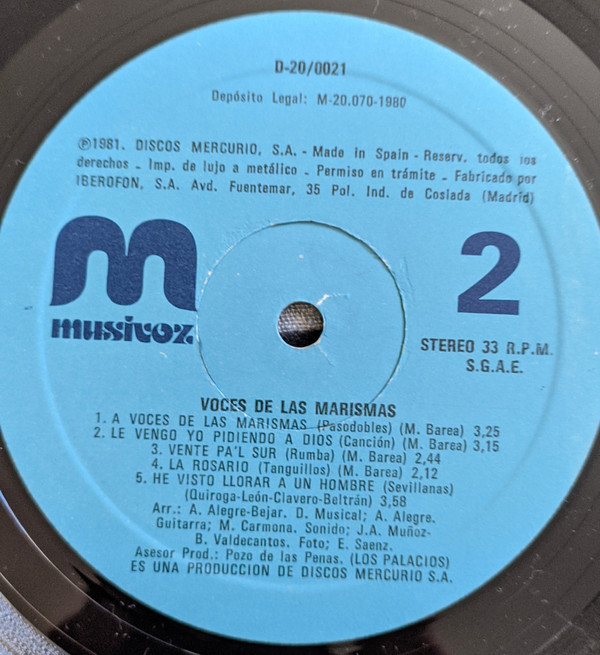 D-20/0021
Depósito Legal: M-20.070-1980
℗1981. DISCOS MERCURIO, S.A. - Made in Spain - Reserv. todos los
derechos - Imp. de lujo a metálico - Permiso en trámite - Fabricado por
IBEROFON, S.A. Avd. Fuentemar, 35 Pol. Ind. de Coslada (Madrid)
m
musivoz
2
STEREO 33 R.P.M.
S.G.A.E.
VOCES DE LAS MARISMAS
1. A VOCES DE LAS MARISMAS (Pasodobles) (M. Barea) 3,25
2. LE VENGO YO PIDIENDO A DIOS (Canción) (M. Barea) 3,15
3. VENTE PA'L SUR (Rumba) (M. Barea) 2,44
4. LA ROSARIO (Tanguillos) (M. Barea) 2,12
5. HE VISTO LLORAR A UN HOMBRE (Sevillanas)
(Quiroga-León-Clavero-Beltrán) 3,58
Arr.: A. Alegre-Bejar. D. Musical; A. Alegre.
Guitarra; M. Carmona. Sonido; J.A. Muñoz-
B. Valdecantos. Foto; E. Saenz.
Asesor Prod.: Pozo de las Penas. (LOS PALACIOS)
ES UNA PRODUCCION DE DISCOS MERCURIO S.A.